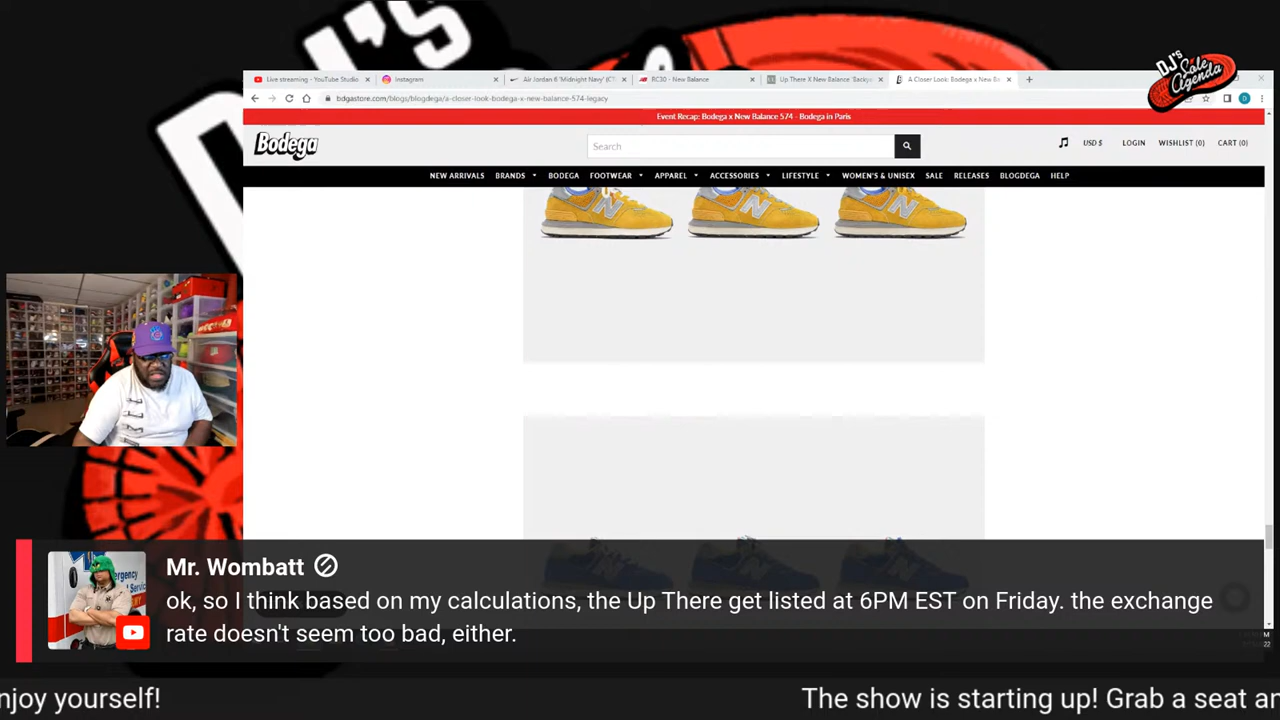 DJ'S
DJ's
Sole
Agenda
Live streaming - YouTube Studio
Instagram
Air Jordan 6 'Midnight Navy' (CT
RC30 - New Balance
Up There X New Balance 'Backy
A Closer Look: Bodega x New Ba
bdgastore.com/blogs/blogdega/a-closer-look-bodega-x-new-balance-574-legacy
Event Recap: Bodega x New Balance 574 - Bodega in Paris
Bodega
Search
USD $
LOGIN
WISHLIST (0)
CART (0)
NEW ARRIVALS BRANDS BODEGA FOOTWEAR APPAREL ACCESSORIES LIFESTYLE WOMEN'S & UNISEX SALE RELEASES BLOGDEGA HELP
Mr. Wombatt
ok, so I think based on my calculations, the Up There get listed at 6PM EST on Friday. the exchange
rate doesn't seem too bad, either.
njoy yourself!
The show is starting up! Grab a seat an